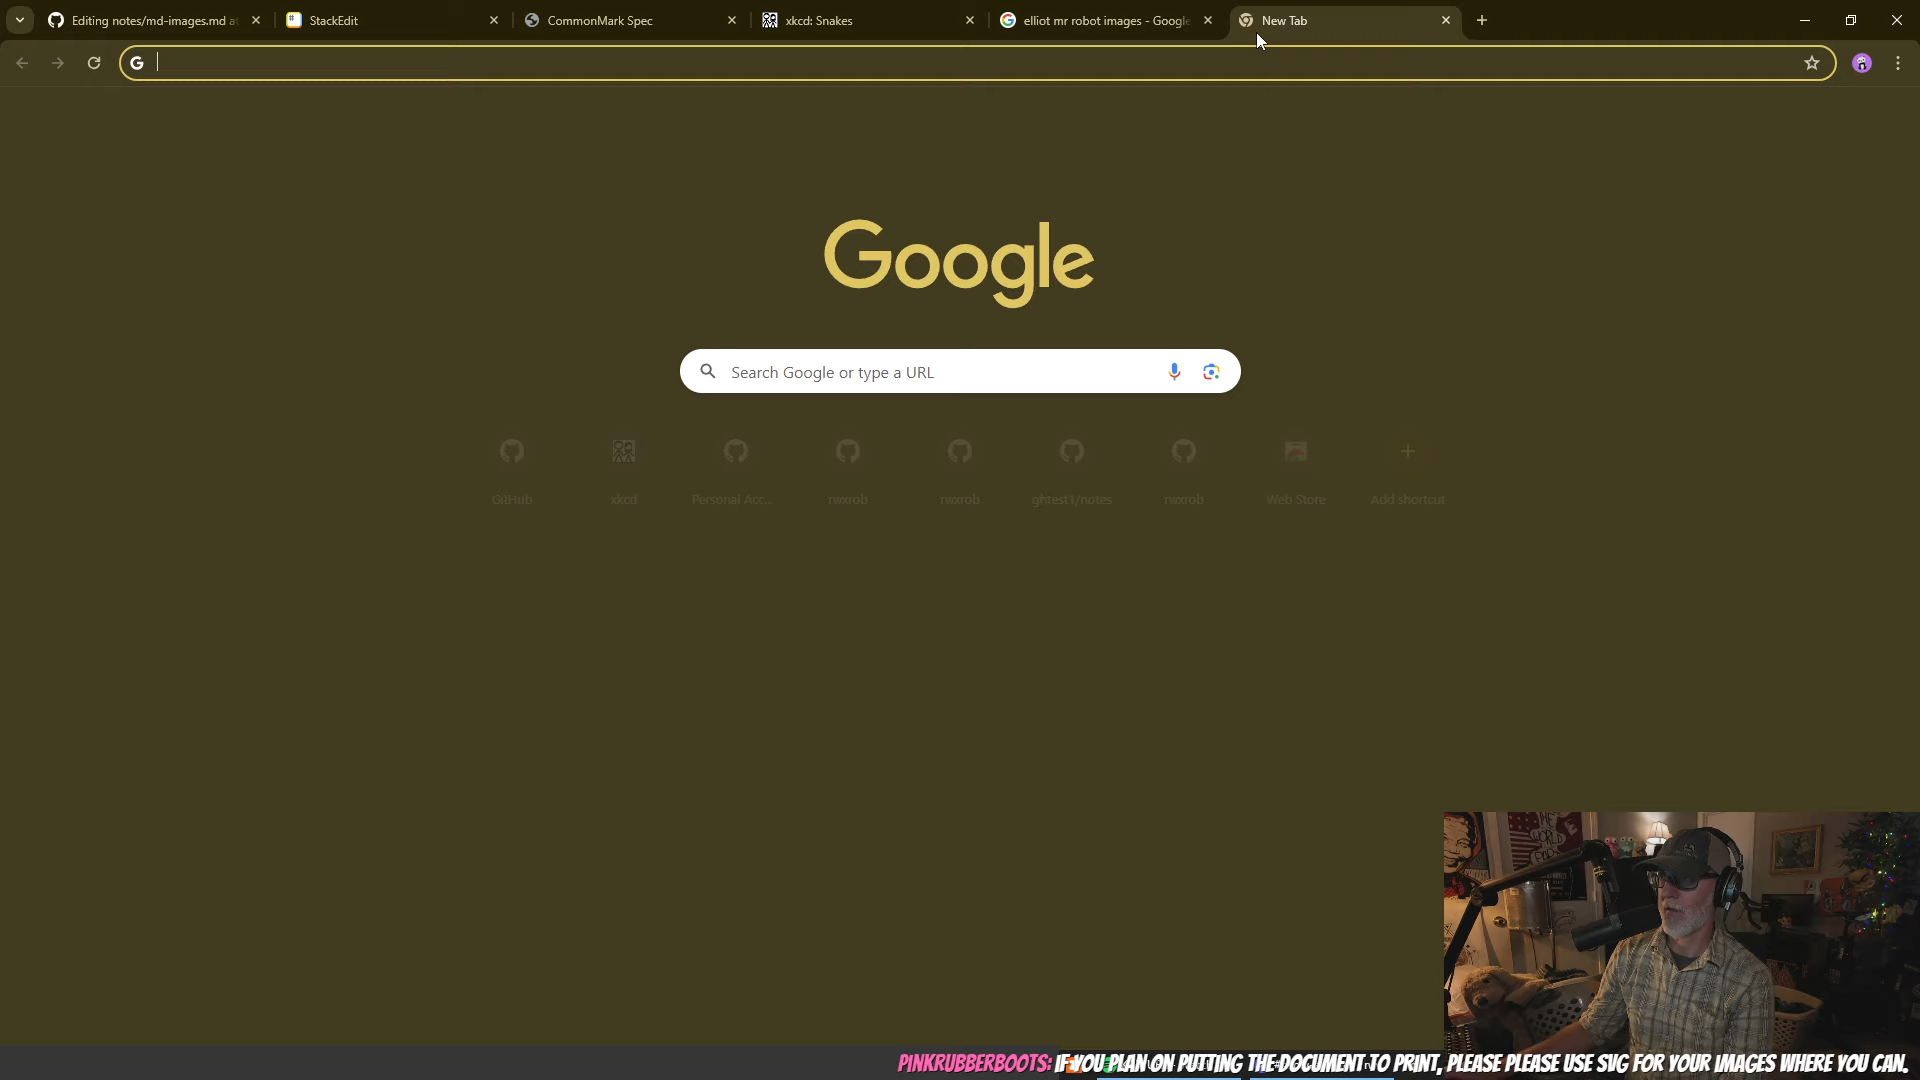 Editing notes/md-images.md a
StackEdit
CommonMark Spec
xkcd: Snakes
elliot mr robot images - Google
New Tab
Google
Search Google or type a URL
GitHub
xkcd
Personal Acc...
rwxrob
rwxrob
ghtest1/notes
rwxrob
Web Store
Add shortcut
PINKRUBBERBOOTS: IF YOU PLAN ON PUTTING THE DOCUMENT TO PRINT, PLEASE PLEASE USE SVG FOR YOUR IMAGES WHERE YOU CAN.